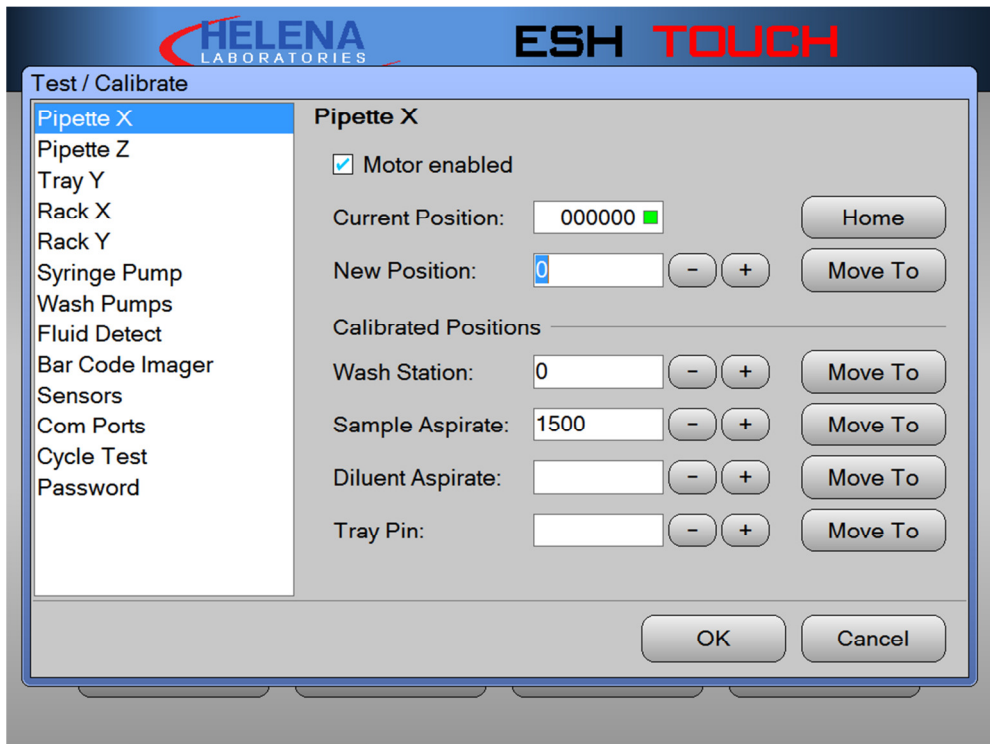 HELENA
LABORATORIES
ESH TOUCH
Test / Calibrate
Pipette X
Pipette Z
Tray Y
Rack X
Rack Y
Syringe Pump
Wash Pumps
Fluid Detect
Bar Code Imager
Sensors
Com Ports
Cycle Test
Password
Pipette X
Motor enabled
Current Position: 000000 Home
New Position: 0 - + Move To
Calibrated Positions
Wash Station: 0 - + Move To
Sample Aspirate: 1500 - + Move To
Diluent Aspirate: - + Move To
Tray Pin: - + Move To
OK Cancel